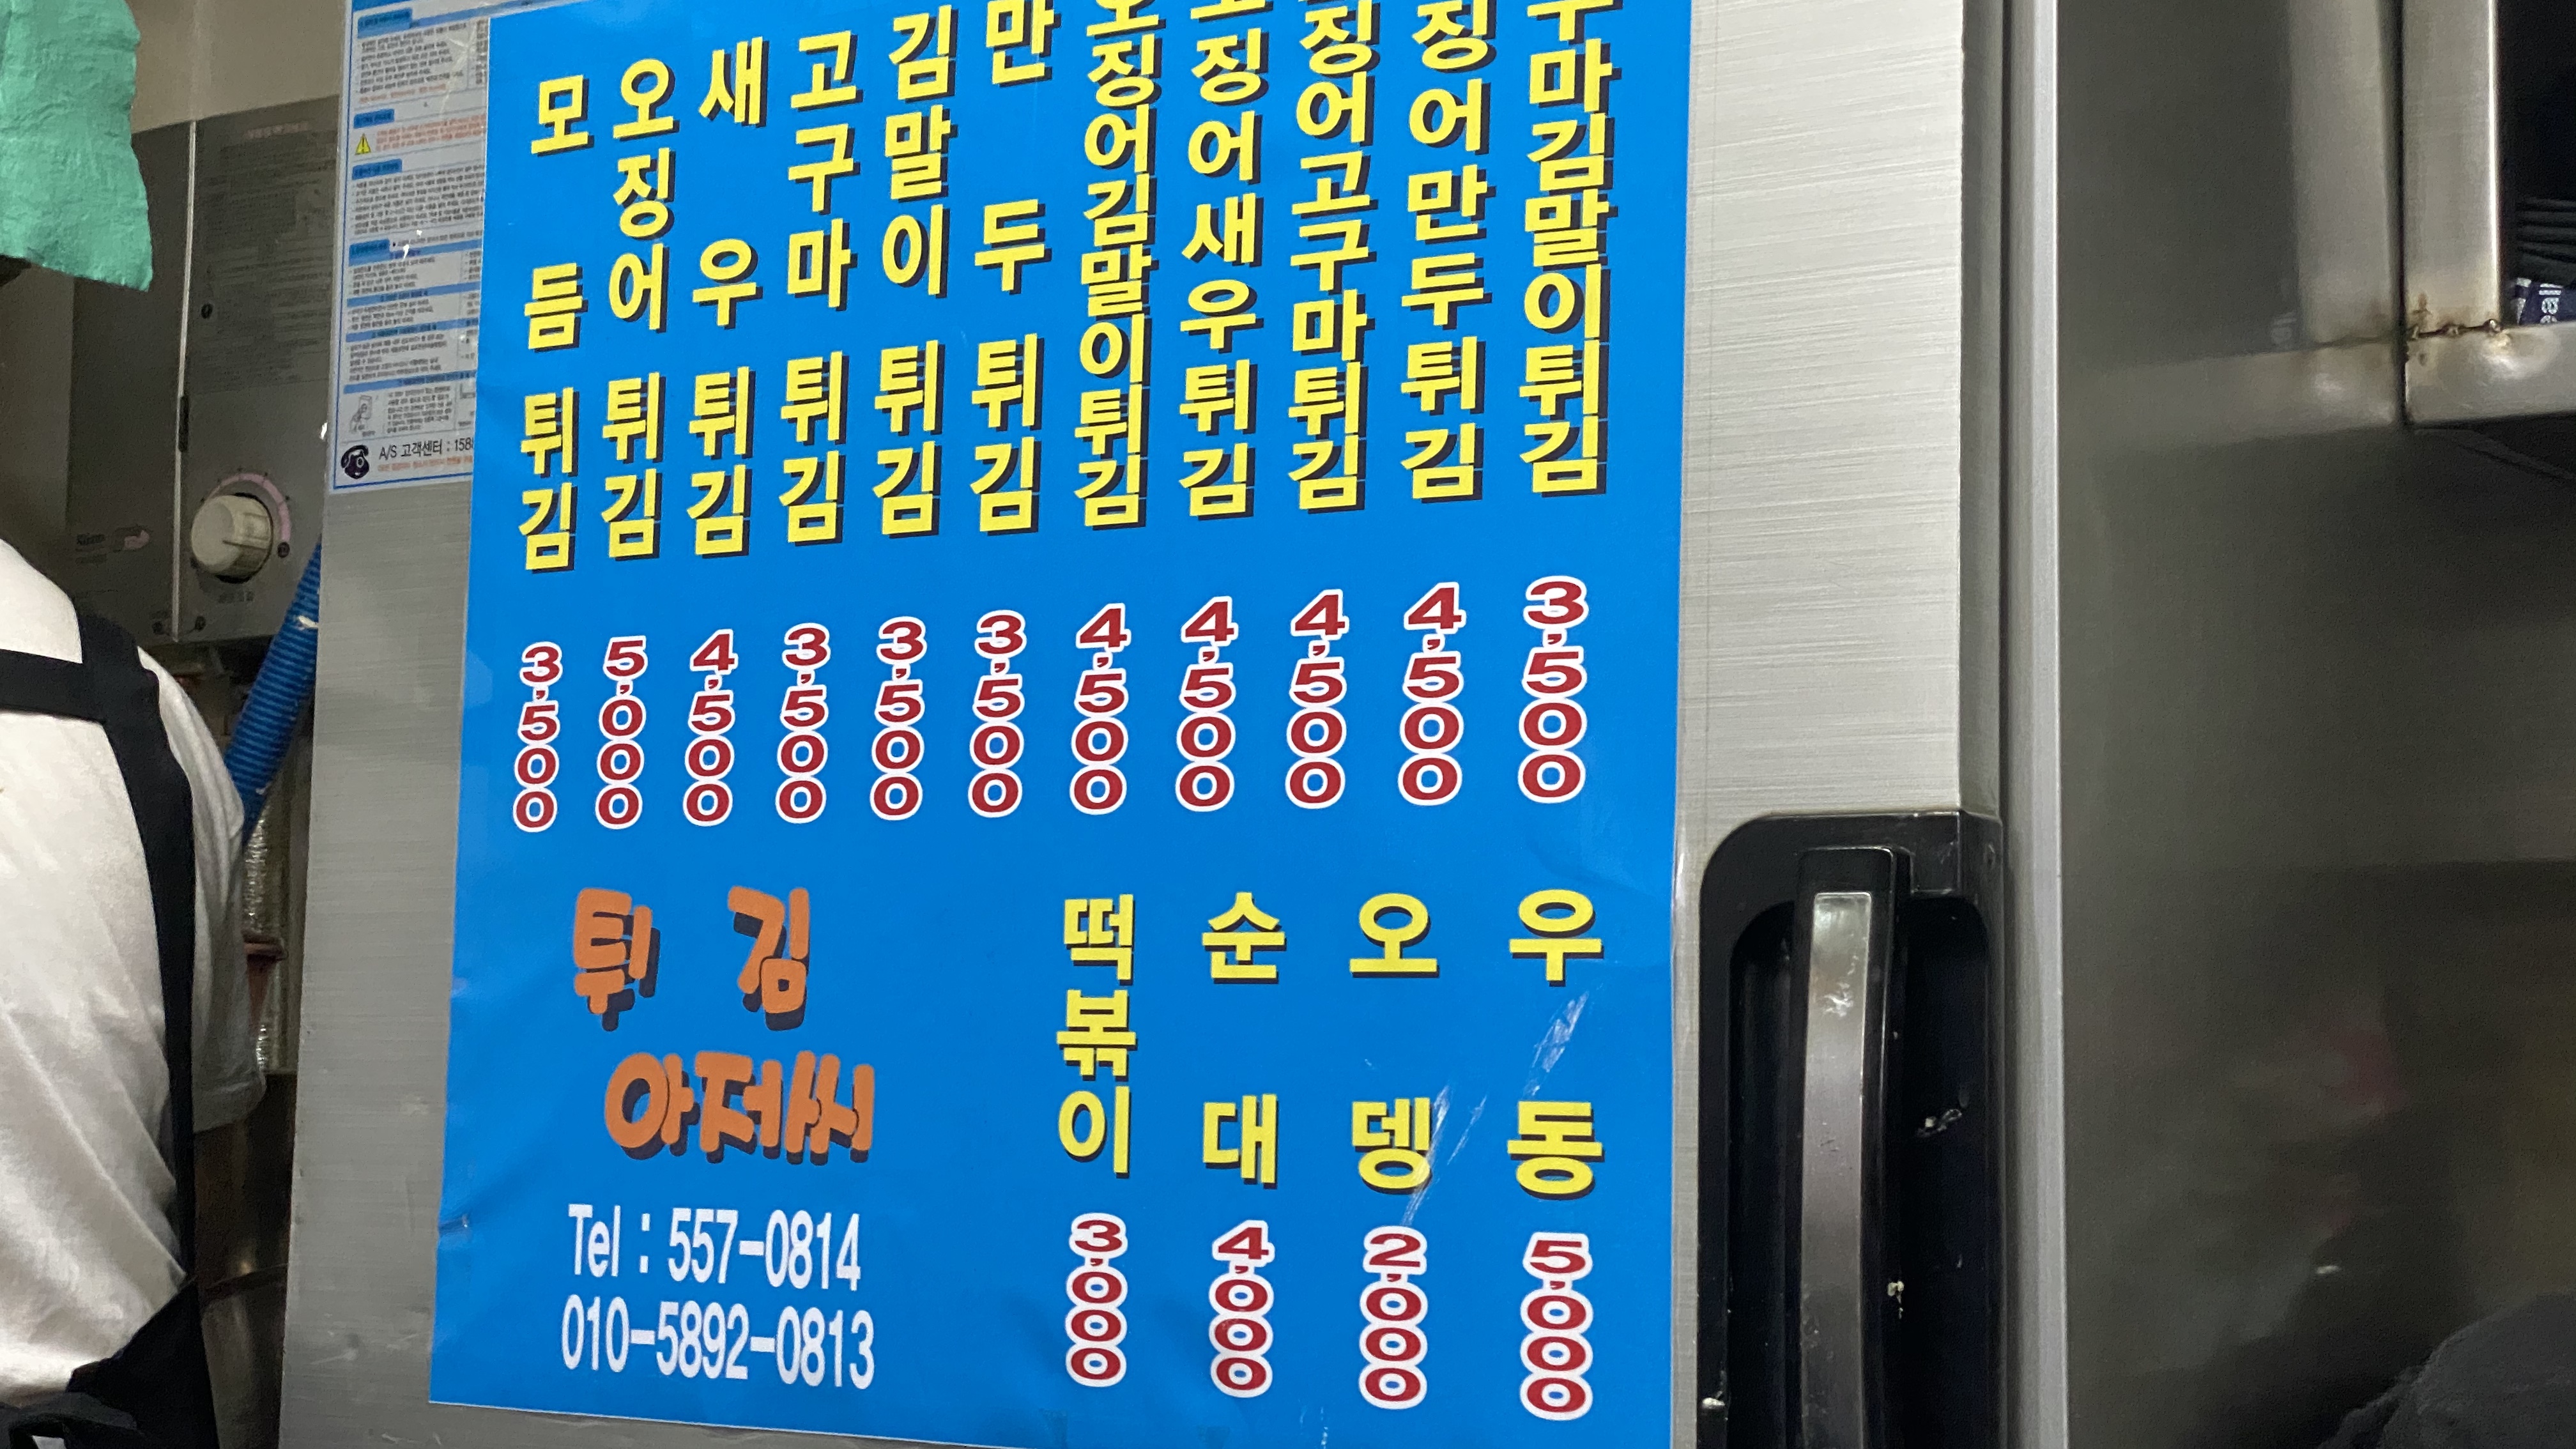 모듬튀김 3,500
오징어튀김 5,000
새우튀김 4,500
고구마튀김 3,500
김말이튀김 3,500
만두튀김 3,500
오징어김말이튀김 4,500
오징어새우튀김 4,500
징어고구마튀김 4,500
징어만두튀김 4,500
구마김말이튀김 3,500
튀김
아저씨
Tel : 557-0814
010-5892-0813
떡볶이 3,000
순대 4,000
오뎅 2,000
우동 5,000
A/S 고객센터 : 158